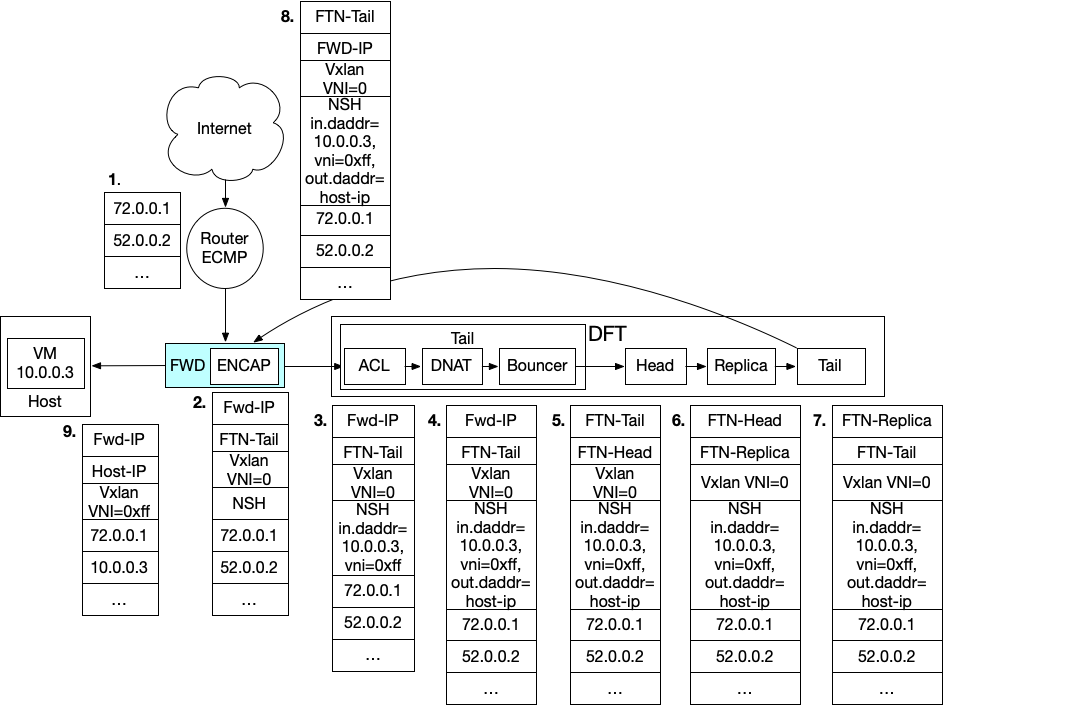 8.
FTN-Tail
FWD-IP
Vxlan
VNI=0
NSH
in.daddr=
10.0.0.3,
vni=0xff,
out.daddr=
host-ip
72.0.0.1
52.0.0.2
...
Internet
1.
72.0.0.1
52.0.0.2
...
Router
ECMP
VM
10.0.0.3
Host
FWD
ENCAP
DFT
Tail
ACL
DNAT
Bouncer
Head
Replica
Tail
9.
Fwd-IP
Host-IP
Vxlan
VNI=0xff
72.0.0.1
10.0.0.3
...
2.
Fwd-IP
FTN-Tail
Vxlan
VNI=0
NSH
72.0.0.1
52.0.0.2
...
3.
Fwd-IP
FTN-Tail
Vxlan
VNI=0
NSH
in.daddr=
10.0.0.3,
vni=0xff
72.0.0.1
52.0.0.2
...
4.
Fwd-IP
FTN-Tail
Vxlan
VNI=0
NSH
in.daddr=
10.0.0.3,
vni=0xff,
out.daddr=
host-ip
72.0.0.1
52.0.0.2
...
5.
FTN-Tail
FTN-Head
Vxlan
VNI=0
NSH
in.daddr=
10.0.0.3,
vni=0xff,
out.daddr=
host-ip
72.0.0.1
52.0.0.2
...
6.
FTN-Head
FTN-Replica
Vxlan VNI=0
NSH
in.daddr=
10.0.0.3,
vni=0xff,
out.daddr=
host-ip
72.0.0.1
52.0.0.2
...
7.
FTN-Replica
FTN-Tail
Vxlan VNI=0
NSH
in.daddr=
10.0.0.3,
vni=0xff,
out.daddr=
host-ip
72.0.0.1
52.0.0.2
...